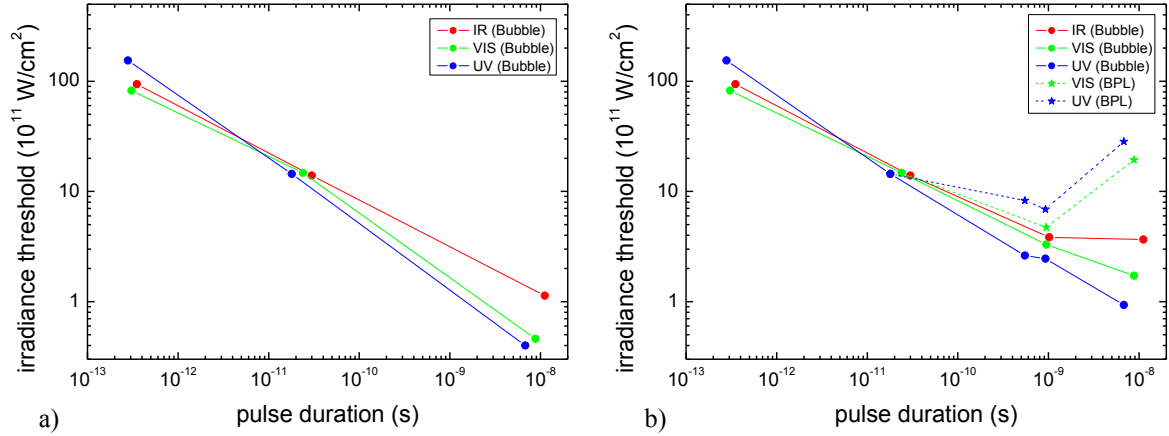 IR (Bubble)
VIS (Bubble)
UV (Bubble)
100
10
1
irradiance threshold (10¹¹ W/cm²)
10⁻¹³ 10⁻¹² 10⁻¹¹ 10⁻¹⁰ 10⁻⁹ 10⁻⁸
pulse duration (s)
a)
IR (Bubble)
VIS (Bubble)
UV (Bubble)
VIS (BPL)
UV (BPL)
100
10
1
irradiance threshold (10¹¹ W/cm²)
10⁻¹³ 10⁻¹² 10⁻¹¹ 10⁻¹⁰ 10⁻⁹ 10⁻⁸
pulse duration (s)
b)